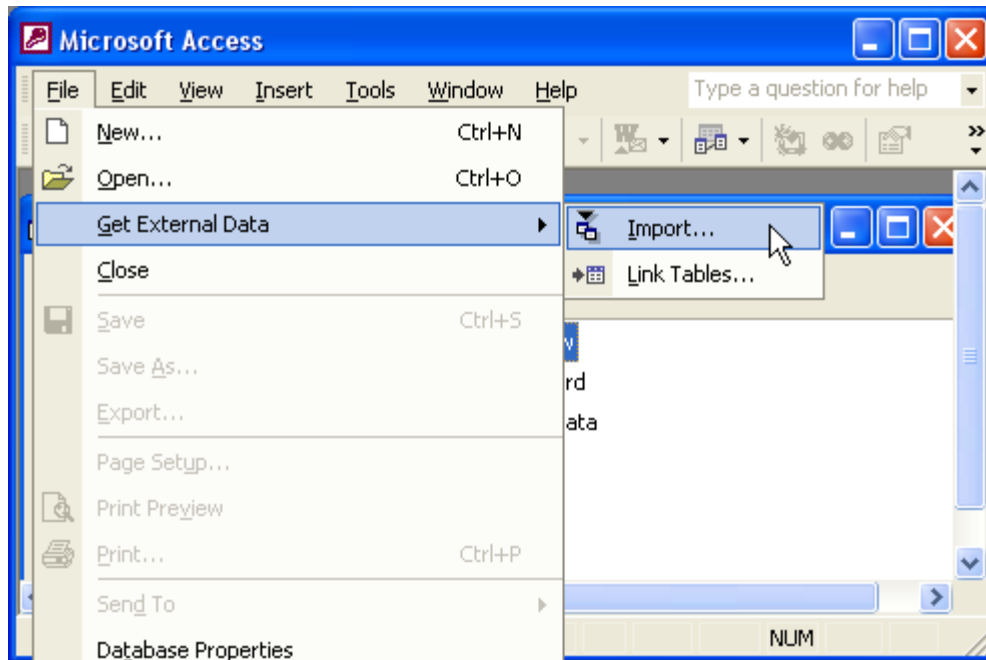 Microsoft Access
File Edit View Insert Tools Window Help Type a question for help
New... Ctrl+N
Open... Ctrl+O
Get External Data
Import...
Close
Link Tables...
Save Ctrl+S
Save As...
rd
Export...
ata
Page Setup...
Print Preview
Print... Ctrl+P
Send To
NUM
Database Properties